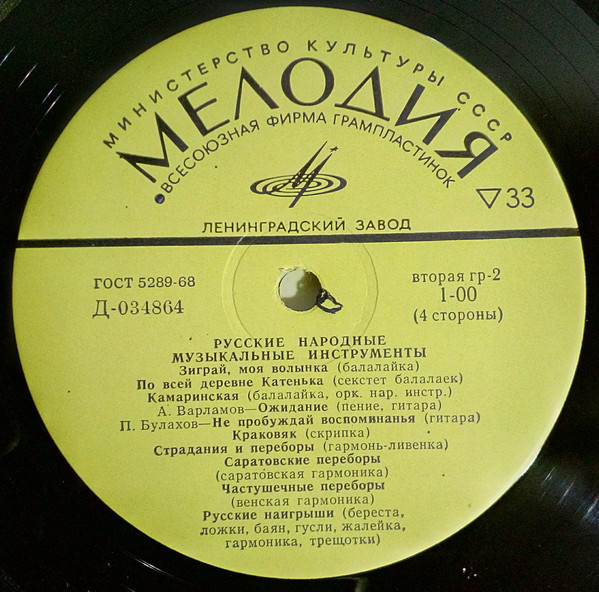 МИНИСТЕРСТВО КУЛЬТУРЫ СССР
МЕЛОДИЯ
ВСЕСОЮЗНАЯ ФИРМА ГРАМПЛАСТИНОК
▽33
ЛЕНИНГРАДСКИЙ ЗАВОД
ГОСТ 5289-68
Д-034864
вторая гр-2
1-00
(4 стороны)
РУССКИЕ НАРОДНЫЕ
МУЗЫКАЛЬНЫЕ ИНСТРУМЕНТЫ
Зиграй, моя волынка (балалайка)
По всей деревне Катенька (секстет балалаек)
Камаринская (балалайка, орк. нар. инстр.)
А. Варламов—Ожидание (пение, гитара)
П. Булахов—Не пробуждай воспоминанья (гитара)
Краковяк (скрипка)
Страдания и переборы (гармонь-ливенка)
Саратовские переборы
(саратовская гармоника)
Частушечные переборы
(венская гармоника)
Русские наигрыши (береста,
ложки, баян, гусли, жалейка,
гармоника, трещотки)